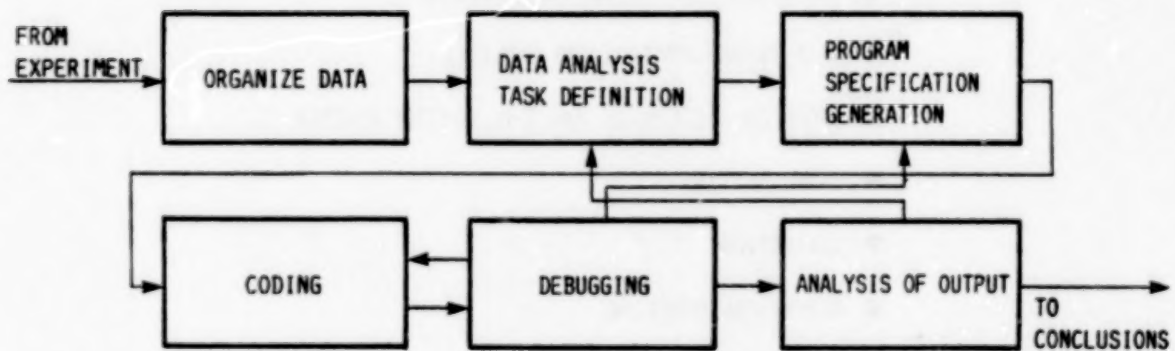 FROM
EXPERIMENT
ORGANIZE DATA
DATA ANALYSIS
TASK DEFINITION
PROGRAM
SPECIFICATION
GENERATION
CODING
DEBUGGING
ANALYSIS OF OUTPUT
TO
CONCLUSIONS